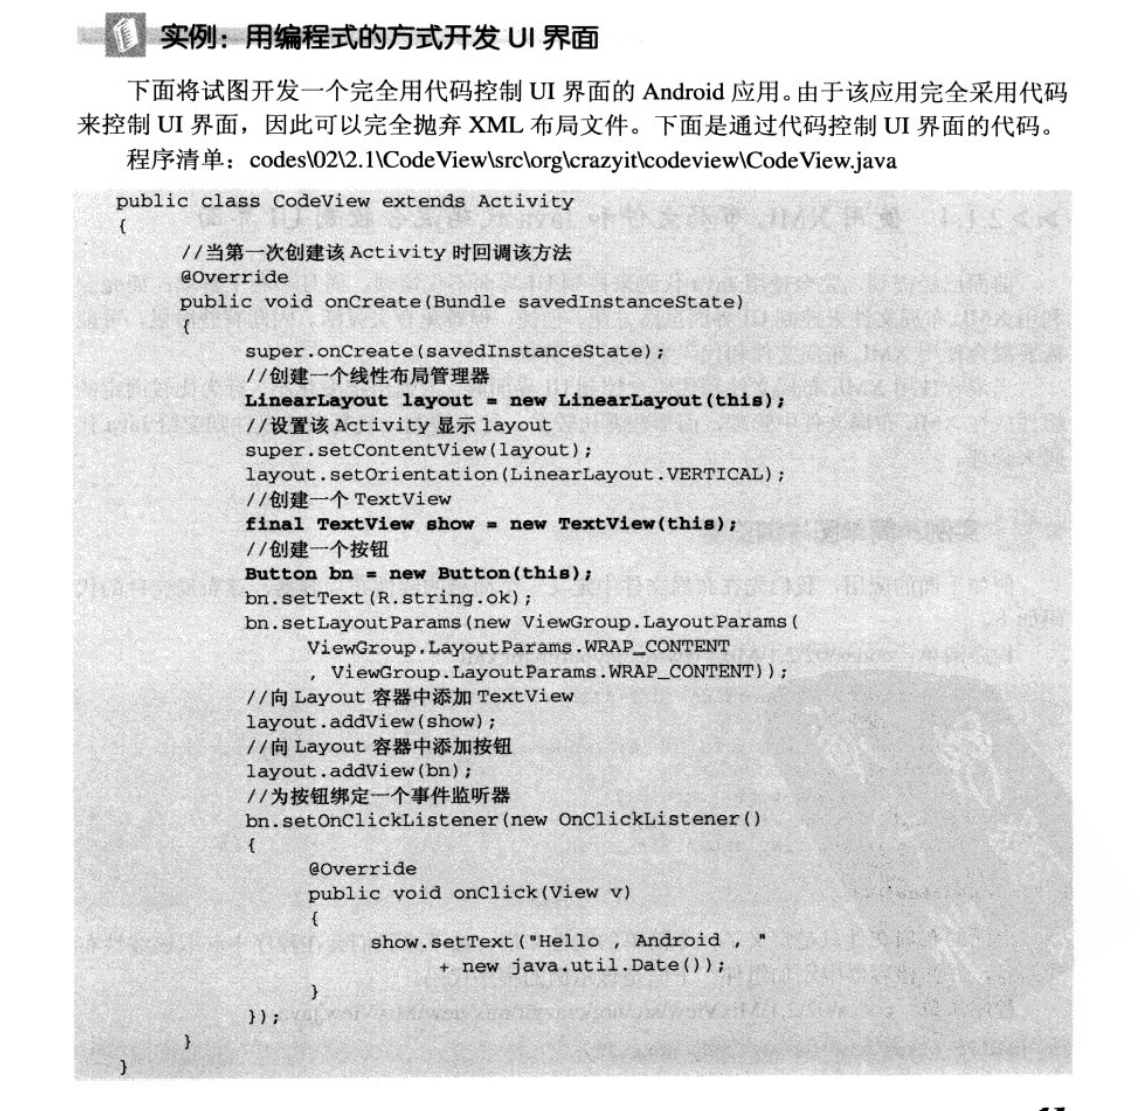 实例：用编程式的方式开发 UI 界面
下面将试图开发一个完全用代码控制 UI 界面的 Android 应用。由于该应用完全采用代码
来控制 UI 界面，因此可以完全抛弃 XML 布局文件。下面是通过代码控制 UI 界面的代码。
程序清单：codes\02\2.1\CodeView\src\org\crazyit\codeview\CodeView.java
public class CodeView extends Activity
{
//当第一次创建该 Activity 时回调该方法
@Override
public void onCreate(Bundle savedInstanceState)
{
super.onCreate(savedInstanceState);
//创建一个线性布局管理器
LinearLayout layout = new LinearLayout(this);
//设置该 Activity 显示 layout
super.setContentView(layout);
layout.setOrientation(LinearLayout.VERTICAL);
//创建一个 TextView
final TextView show = new TextView(this);
//创建一个按钮
Button bn = new Button(this);
bn.setText(R.string.ok);
bn.setLayoutParams(new ViewGroup.LayoutParams(
ViewGroup.LayoutParams.WRAP_CONTENT
, ViewGroup.LayoutParams.WRAP_CONTENT));
//向 Layout 容器中添加 TextView
layout.addView(show);
//向 Layout 容器中添加按钮
layout.addView(bn);
//为按钮绑定一个事件监听器
bn.setOnClickListener(new OnClickListener()
{
@Override
public void onClick(View v)
{
show.setText("Hello , Android , "
+ new java.util.Date());
}
});
}
}